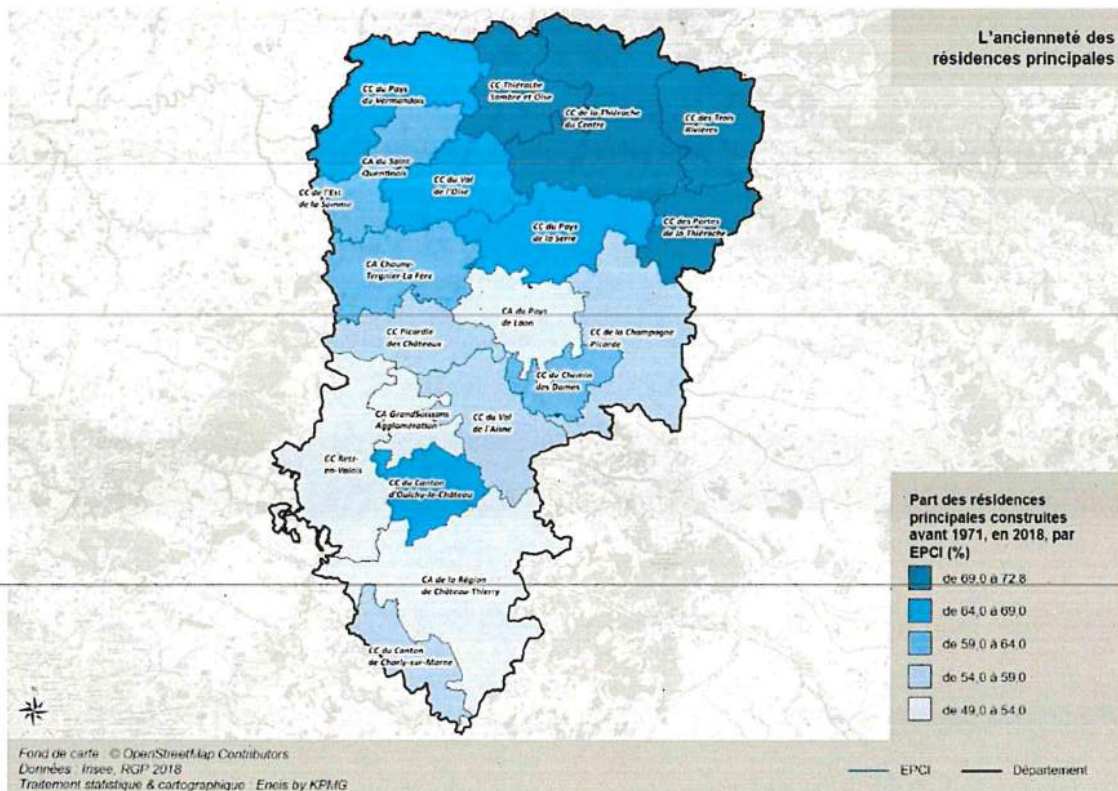 L'ancienneté des
résidences principales
CC du Pays
du Vermandois
CC Thiérache
Sambre et Oise
CC de la Thiérache
du Centre
CC des Trois
Rivières
CA du Saint
Quentinois
CC du Val
de l'Oise
CC de l'Est
de la Somme
CC du Pays
de la Serre
CC des Portes
de la Thiérache
CA Chauny-
Tergnier-La Fère
CA du Pays
de Laon
CC Picardie
des Châteaux
CC de la Champagne
Picarde
CC du Chemin
des Dames
CA GrandSoissons
Agglomération
CC du Val
de l'Aisne
CC Retz-
en-Valois
CC du Canton
d'Oulchy-le-Château
CA de la Région
de Château-Thierry
CC du Canton
de Charly-sur-Marne
Part des résidences
principales construites
avant 1971, en 2018, par
EPCI (%)
de 69,0 à 72,8
de 64,0 à 69,0
de 59,0 à 64,0
de 54,0 à 59,0
de 49,0 à 54,0
Fond de carte : © OpenStreetMap Contributors
Données : Insee, RGP 2018
Traitement statistique & cartographique : Eneis by KPMG
EPCI
Département